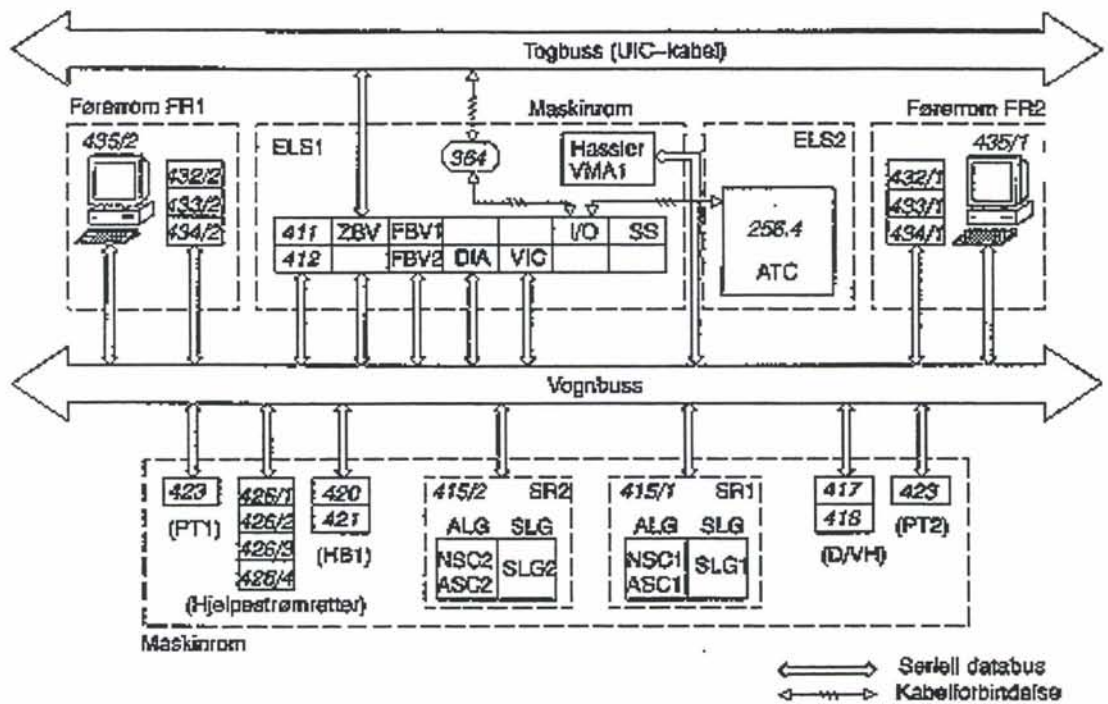 Togbuss (UIC-kabel)
Førerrom FR1
Maskinrom
Førerrom FR2
435/2
432/2
433/2
434/2
ELS1
364
Hasler
VMA1
ELS2
256.4
ATC
432/1
433/1
434/1
435/1
411 ZBV FBV1 I/O SS
412 FBV2 DIA VIC
Vognbuss
423
(PT1)
426/1
426/2
426/3
426/4
(Hjelpestrømretter)
420
421
(HB1)
415/2 SR2
ALG SLG
NSC2
ASC2
SLG2
415/1 SR1
ALG SLG
NSC1
ASC1
SLG1
417
418
(D/VH)
423
(PT2)
Maskinrom
Seriell databus
Kabelforbindelse